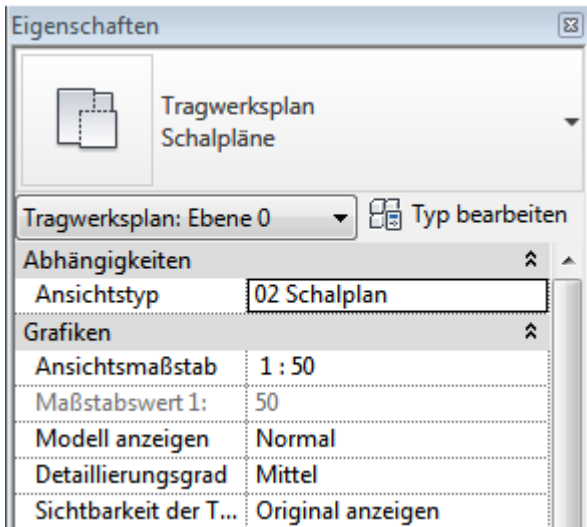 Eigenschaften
Tragwerksplan
Schalpläne
Tragwerksplan: Ebene 0
Typ bearbeiten
Abhängigkeiten
Ansichtstyp 02 Schalplan
Grafiken
Ansichtsmaßstab 1 : 50
Maßstabswert 1: 50
Modell anzeigen Normal
Detaillierungsgrad Mittel
Sichtbarkeit der T... Original anzeigen